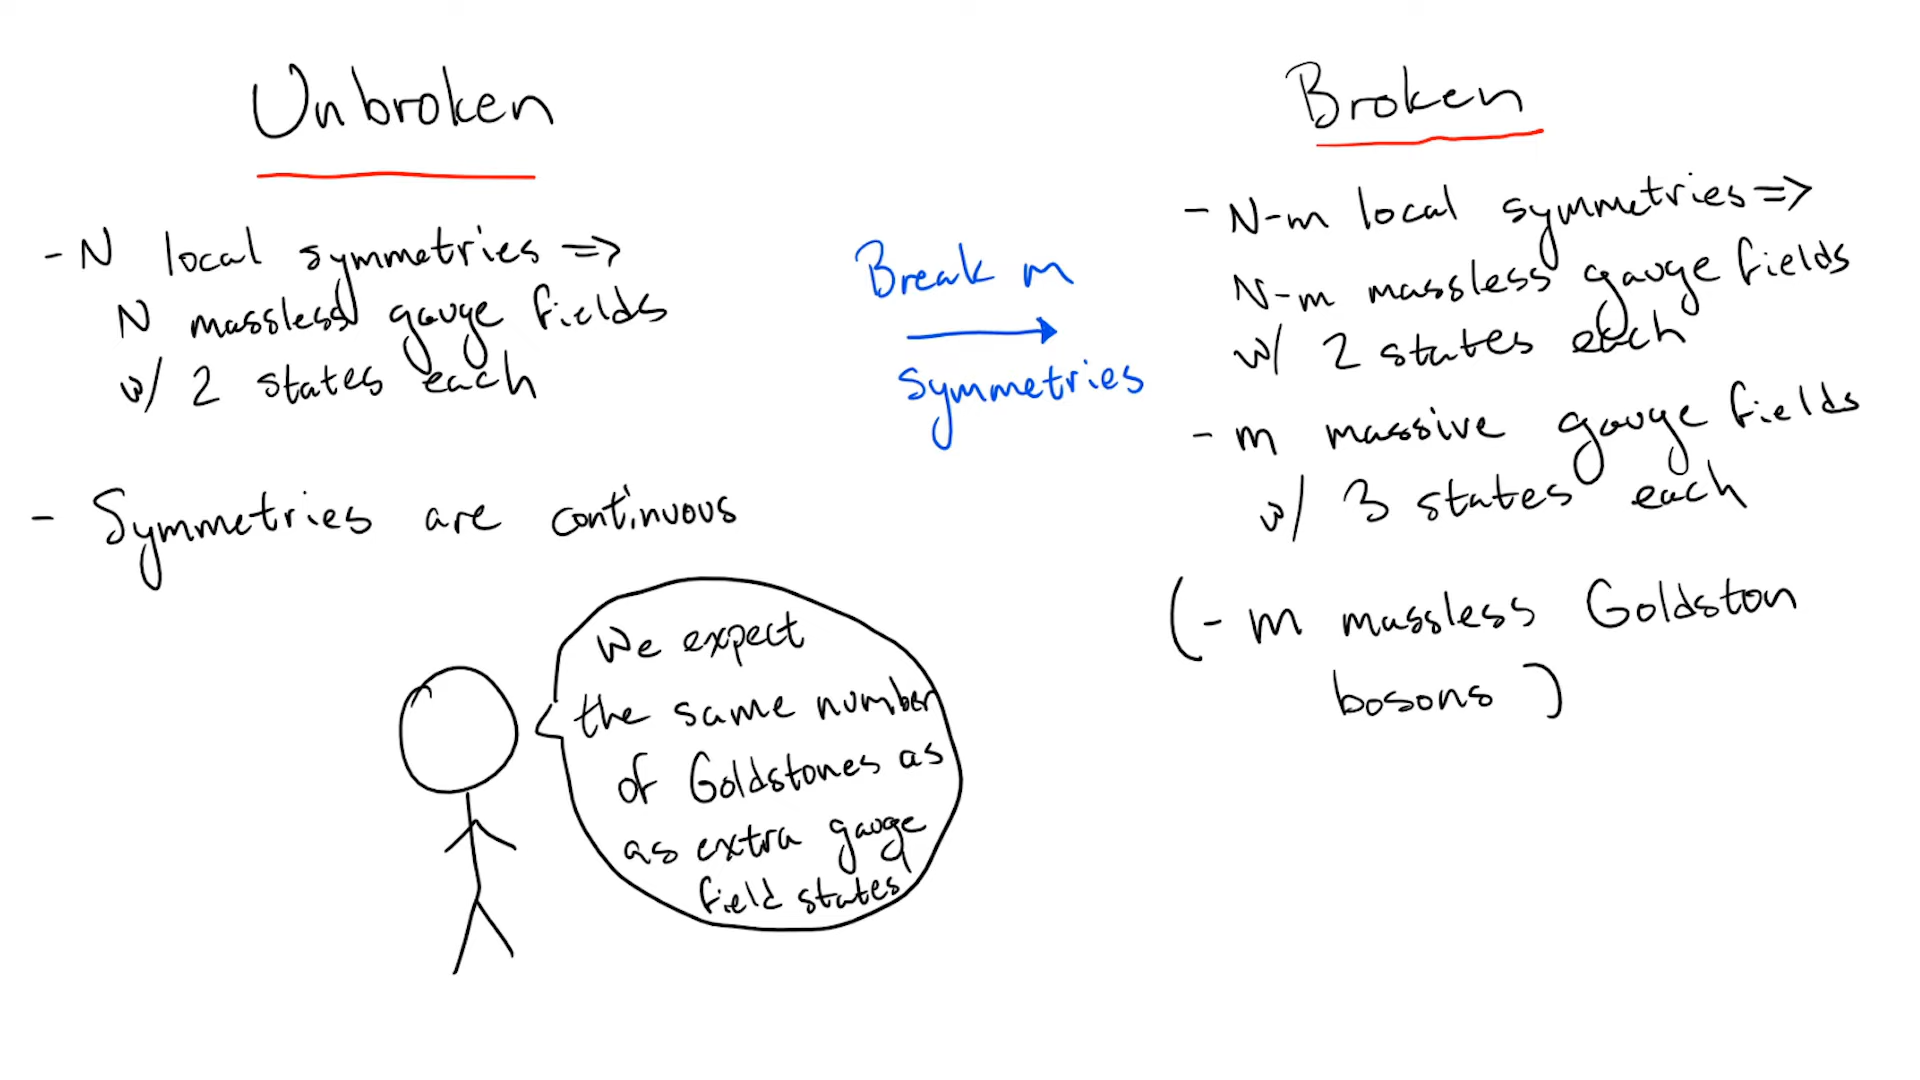 Unbroken
- N local symmetries =>
N massless gauge fields
w/ 2 states each
- Symmetries are continuous
We expect
the same number
of Goldstones as
as extra gauge
field states
Break m
symmetries
Broken
- N-m local symmetries =>
N-m massless gauge fields
w/ 2 states each
- m massive gauge fields
w/ 3 states each
(- m massless Goldston
bosons )